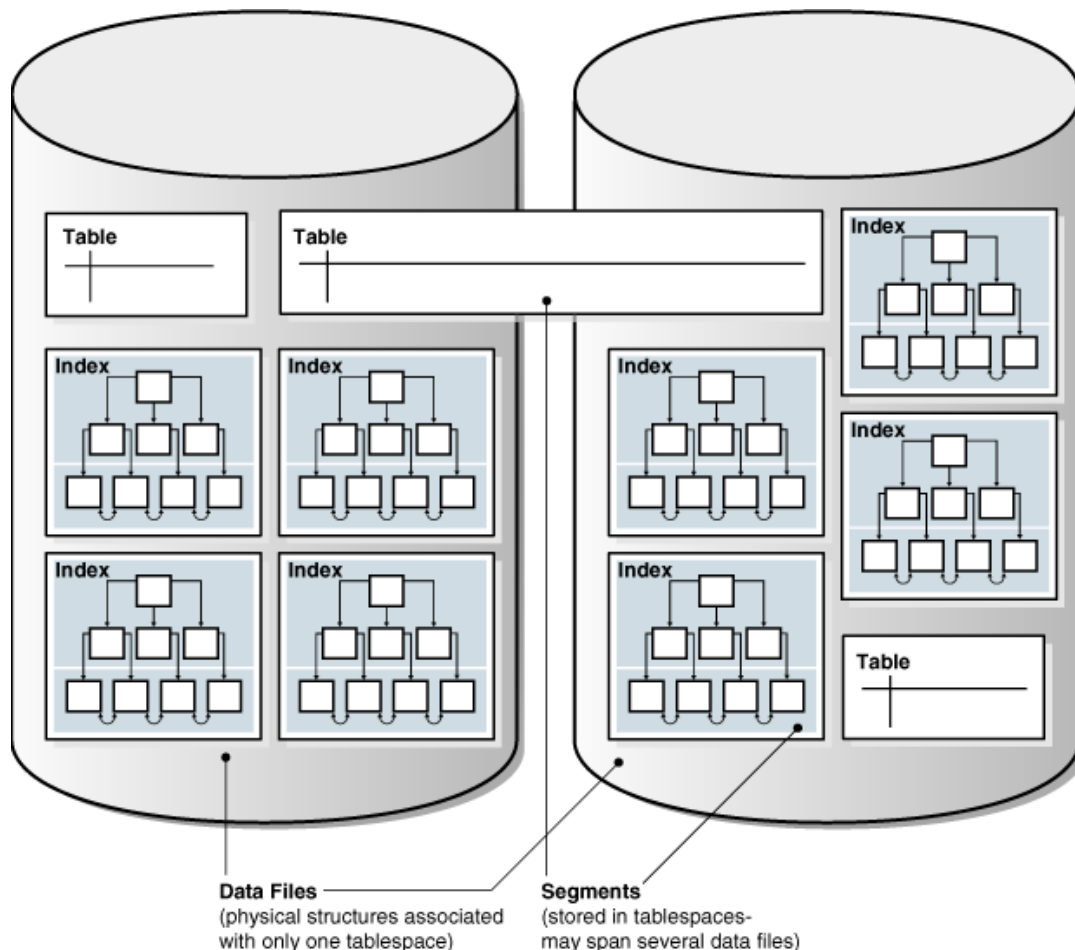 Table
Table
Index
Index
Index
Index
Index
Index
Index
Index
Table
Data Files
(physical structures associated
with only one tablespace)
Segments
(stored in tablespaces-
may span several data files)